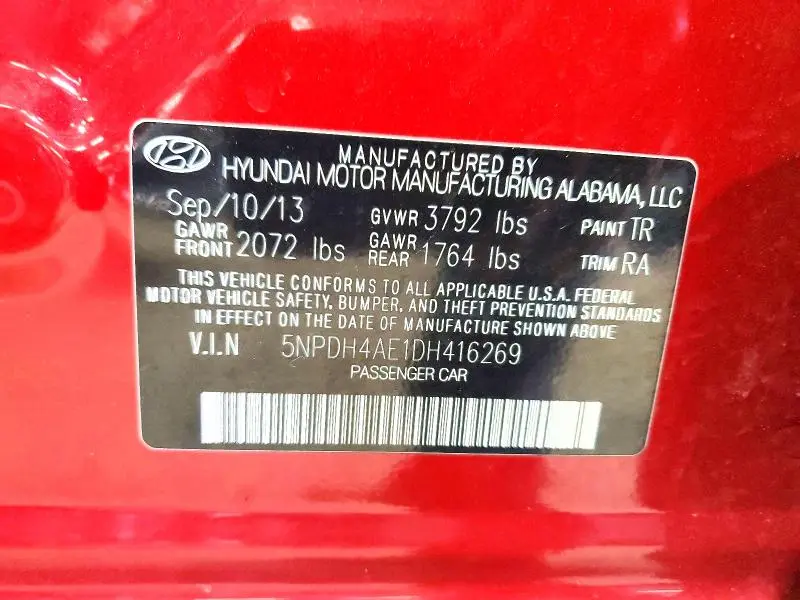 MANUFACTURED BY
HYUNDAI MOTOR MANUFACTURING ALABAMA, LLC
Sep/10/13 GVWR 3792 lbs PAINT TR
GAWR FRONT 2072 lbs GAWR REAR 1764 lbs TRIM RA
THIS VEHICLE CONFORMS TO ALL APPLICABLE U.S.A. FEDERAL
MOTOR VEHICLE SAFETY, BUMPER, AND THEFT PREVENTION STANDARDS
IN EFFECT ON THE DATE OF MANUFACTURE SHOWN ABOVE
V.I.N 5NPDH4AE1DH416269
PASSENGER CAR